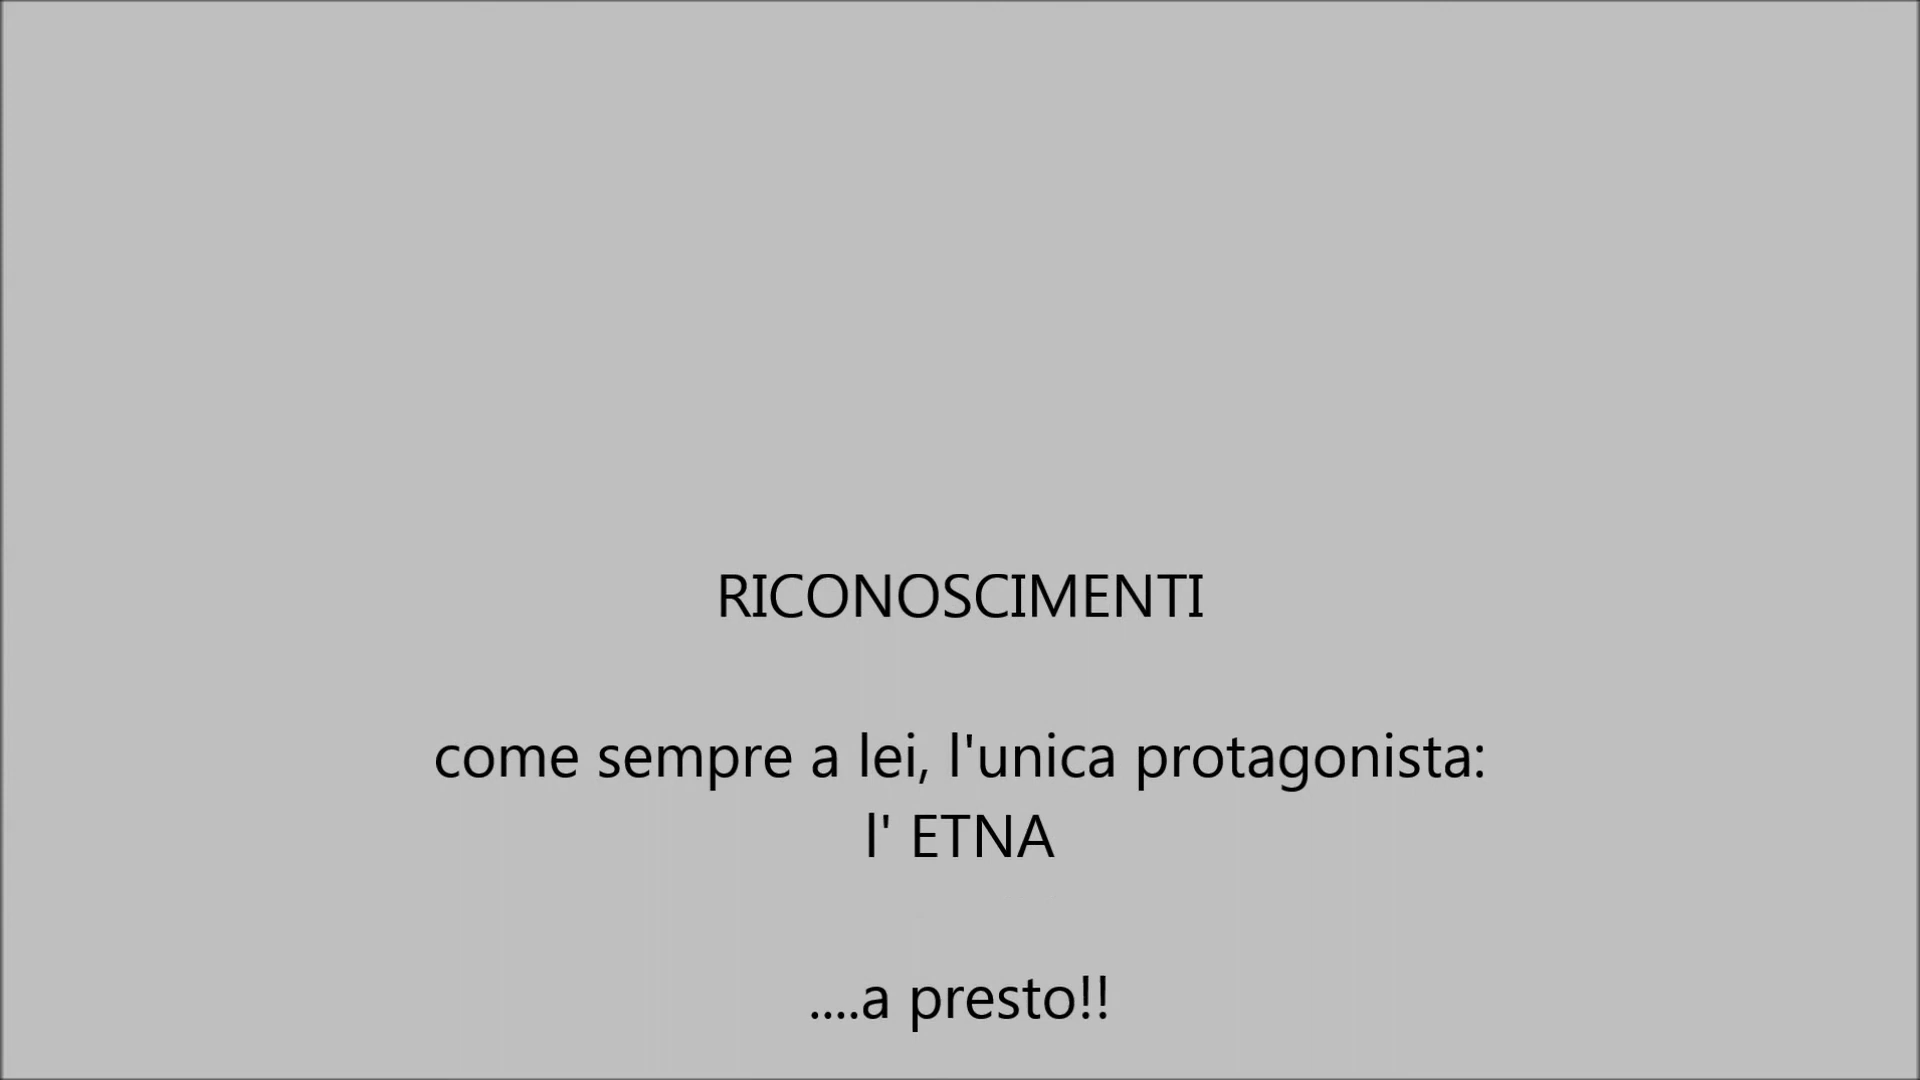 RICONOSCIMENTI
come sempre a lei, l'unica protagonista:
l' ETNA
....a presto!!